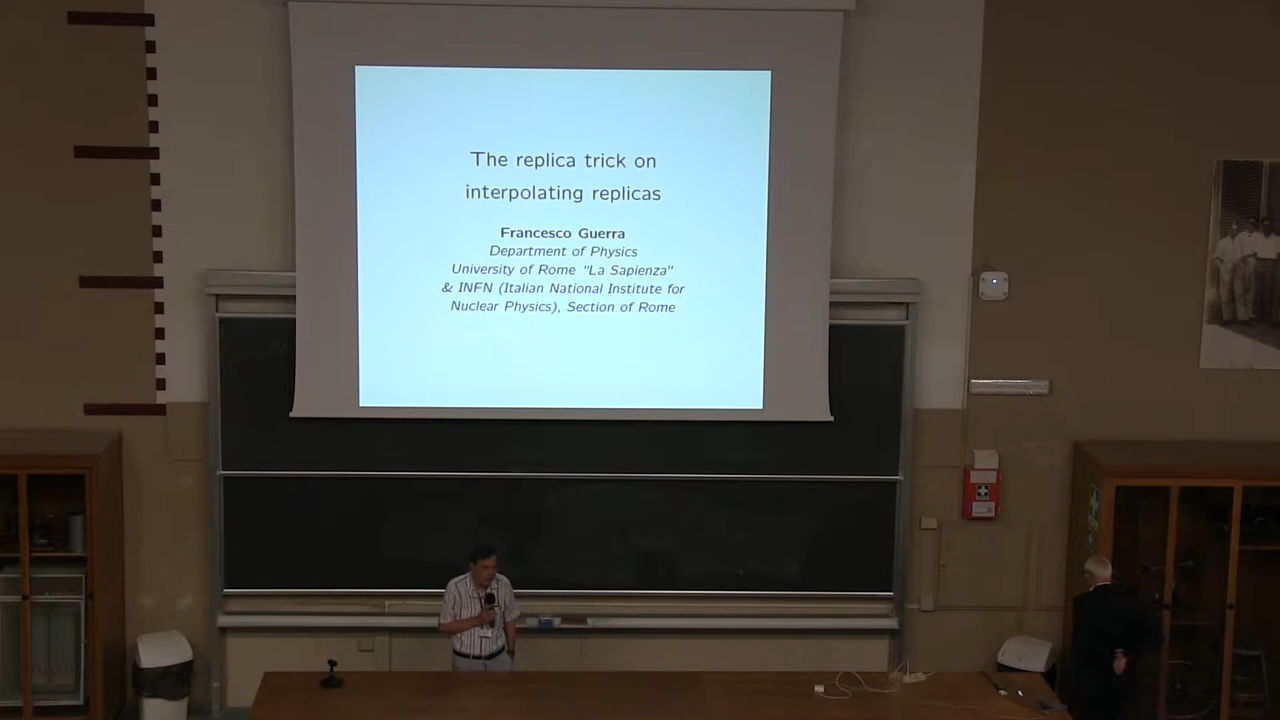 The replica trick on
interpolating replicas
Francesco Guerra
Department of Physics
University of Rome “La Sapienza”
& INFN (Italian National Institute for
Nuclear Physics), Section of Rome